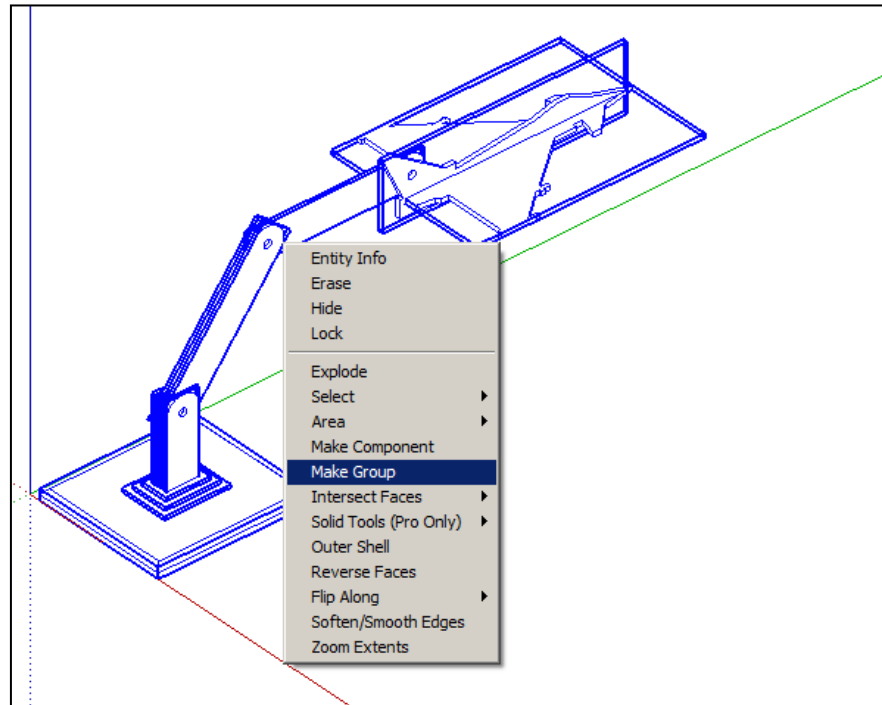 Entity Info
Erase
Hide
Lock
Explode
Select
Area
Make Component
Make Group
Intersect Faces
Solid Tools (Pro Only)
Outer Shell
Reverse Faces
Flip Along
Soften/Smooth Edges
Zoom Extents